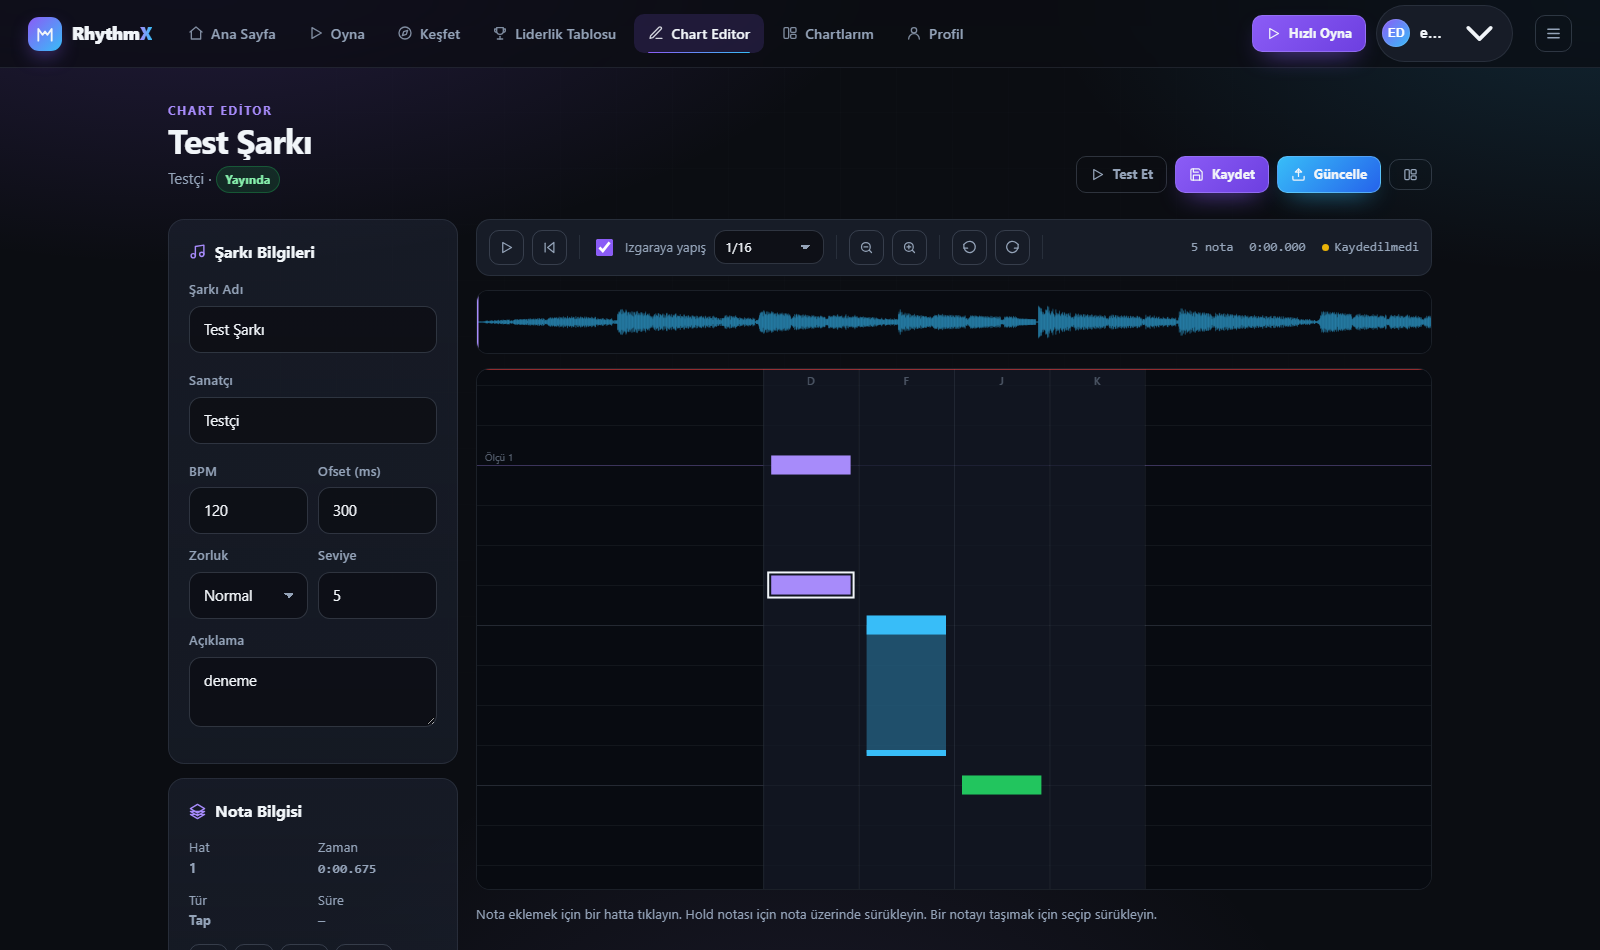 RhythmX
Ana Sayfa
Oyna
Keşfet
Liderlik Tablosu
Chart Editor
Chartlarım
Profil
Hızlı Oyna
ED
e...
CHART EDİTOR
Test Şarkı
Testçi · Yayında
Test Et
Kaydet
Güncelle
Şarkı Bilgileri
Şarkı Adı
Test Şarkı
Sanatçı
Testçi
BPM
Ofset (ms)
120
300
Zorluk
Seviye
Normal
5
Açıklama
deneme
Nota Bilgisi
Hat
Zaman
1
0:00.675
Tür
Süre
Tap
—
Izgaraya yapış
1/16
5 nota
0:00.000
Kaydedilmedi
D
F
J
K
Ölçü 1
Nota eklemek için bir hatta tıklayın. Hold notası için nota üzerinde sürükleyin. Bir notayı taşımak için seçip sürükleyin.